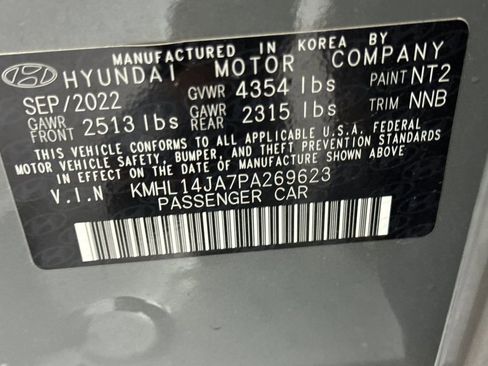 MANUFACTURED IN KOREA BY
HYUNDAI MOTOR COMPANY
SEP/2022 GVWR 4354 lbs PAINT NT2
GAWR FRONT 2513 lbs GAWR REAR 2315 lbs TRIM NNB
THIS VEHICLE CONFORMS TO ALL APPLICABLE U.S.A. FEDERAL
MOTOR VEHICLE SAFETY, BUMPER, AND THEFT PREVENTION STANDARDS
IN EFFECT ON THE DATE OF MANUFACTURE SHOWN ABOVE.
V.I.N KMHL14JA7PA269623
PASSENGER CAR